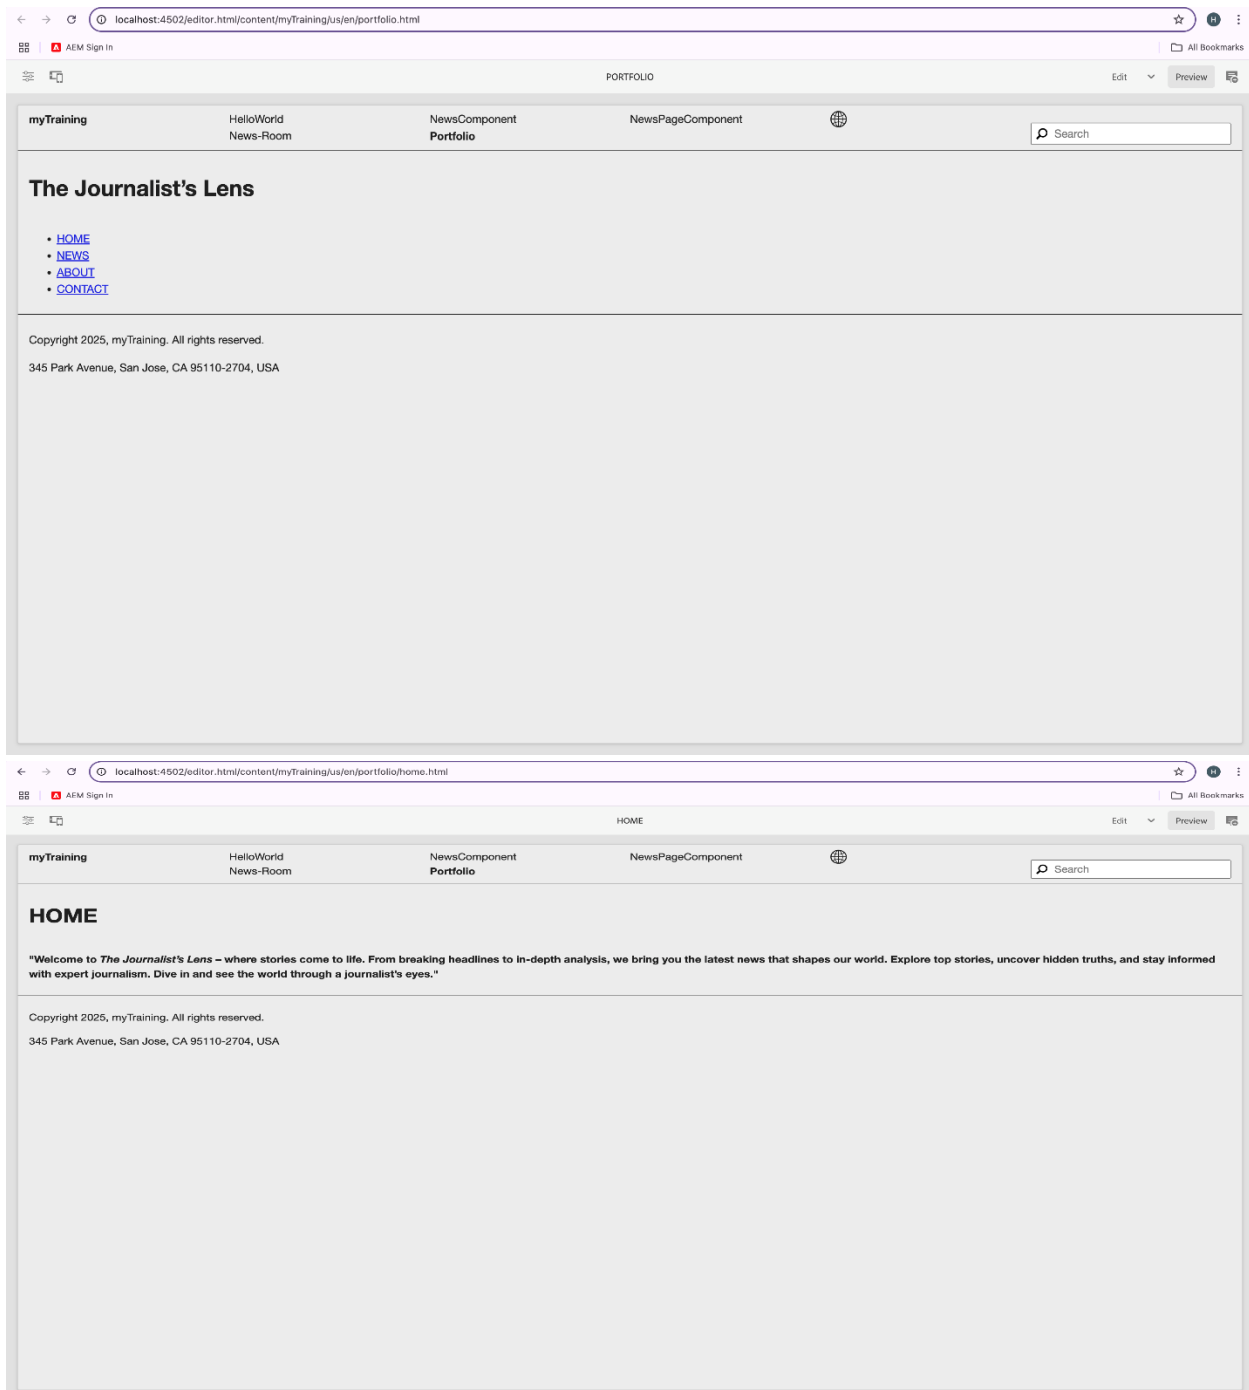 localhost:4502/editor.html/content/myTraining/us/en/portfolio.html
H
AEM Sign In
All Bookmarks
PORTFOLIO
Edit
Preview
myTraining
HelloWorld
NewsComponent
NewsPageComponent
News-Room
Portfolio
Search
The Journalist’s Lens
• HOME
• NEWS
• ABOUT
• CONTACT
Copyright 2025, myTraining. All rights reserved.
345 Park Avenue, San Jose, CA 95110-2704, USA
localhost:4502/editor.html/content/myTraining/us/en/portfolio/home.html
H
AEM Sign In
All Bookmarks
HOME
Edit
Preview
myTraining
HelloWorld
NewsComponent
NewsPageComponent
News-Room
Portfolio
Search
HOME
"Welcome to The Journalist’s Lens – where stories come to life. From breaking headlines to in-depth analysis, we bring you the latest news that shapes our world. Explore top stories, uncover hidden truths, and stay informed
with expert journalism. Dive in and see the world through a journalist’s eyes."
Copyright 2025, myTraining. All rights reserved.
345 Park Avenue, San Jose, CA 95110-2704, USA